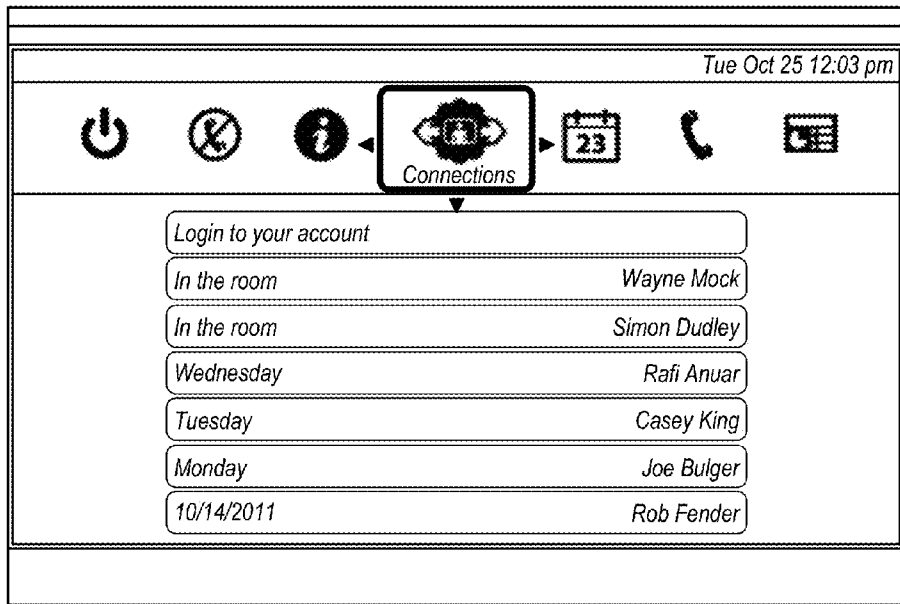 Tue Oct 25 12:03 pm
23
Connections
Login to your account
In the room Wayne Mock
In the room Simon Dudley
Wednesday Rafi Anuar
Tuesday Casey King
Monday Joe Bulger
10/14/2011 Rob Fender